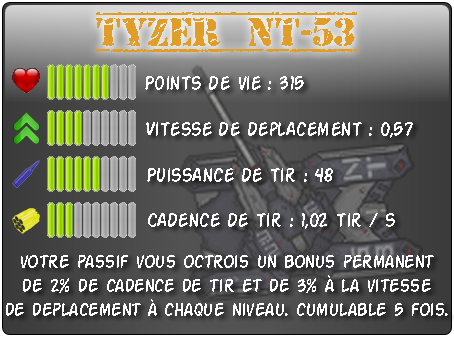 TYZER NT-53
POINTS DE VIE : 315
VITESSE DE DEPLACEMENT : 0,57
PUISSANCE DE TIR : 48
CADENCE DE TIR : 1,02 TIR / S
VOTRE PASSIF VOUS OCTROIS UN BONUS PERMANENT
DE 2% DE CADENCE DE TIR ET DE 3% À LA VITESSE
DE DEPLACEMENT À CHAQUE NIVEAU. CUMULABLE 5 FOIS.